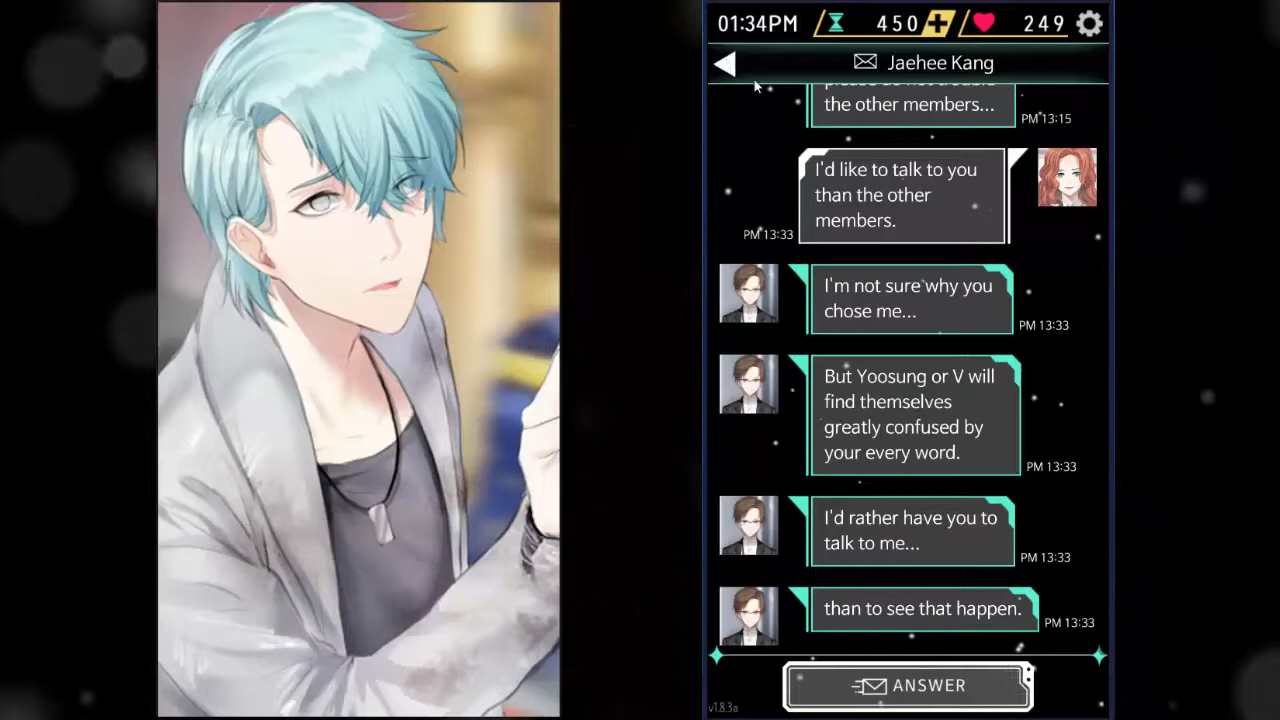 01:34PM 450 249
Jaehee Kang
the other members...
PM 13:15
I'd like to talk to you
than the other
members.
PM 13:33
I'm not sure why you
chose me...
PM 13:33
But Yoosung or V will
find themselves
greatly confused by
your every word.
PM 13:33
I'd rather have you to
talk to me...
PM 13:33
than to see that happen.
PM 13:33
ANSWER
v1.8.3a